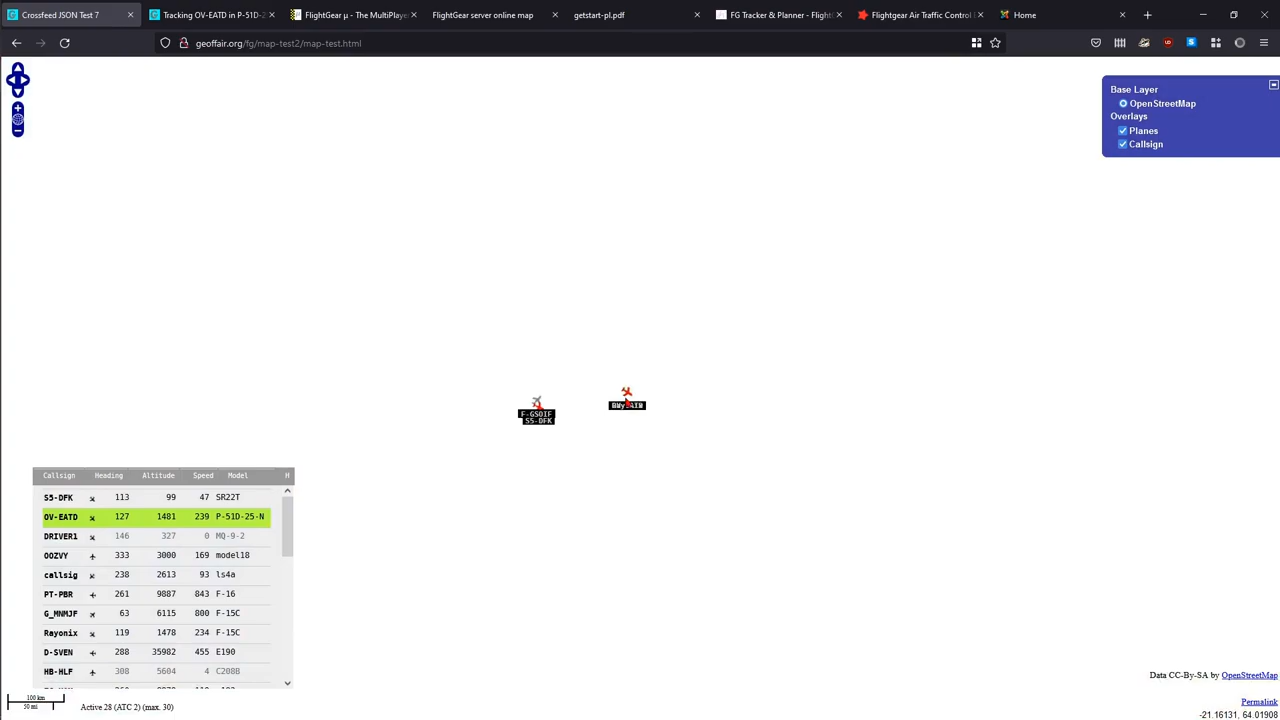 Crossfeed JSON Test 7
Tracking OV-EATD in P-51D-2
FlightGear μ - The MultiPlaye
FlightGear server online map
getstart-pl.pdf
FG Tracker & Planner - Flight
Flightgear Air Traffic Control
Home
geoffair.org/fg/map-test2/map-test.html
Base Layer
OpenStreetMap
Overlays
Planes
Callsign
F-GSOIF
S5-DFK
Callsign Heading Altitude Speed Model H
S5-DFK 113 99 47 SR22T
OV-EATD 127 1481 239 P-51D-25-N
DRIVER1 146 327 0 MQ-9-2
OOZVY 333 3000 169 model18
callsig 238 2613 93 ls4a
PT-PBR 261 9887 843 F-16
G_MNMJF 63 6115 800 F-15C
Rayonix 119 1478 234 F-15C
D-SVEN 288 35982 455 E190
HB-HLF 308 5604 4 C208B
100 km
50 mi
Active 28 (ATC 2) (max. 30)
Data CC-By-SA by OpenStreetMap
Permalink
-21.16131, 64.01908